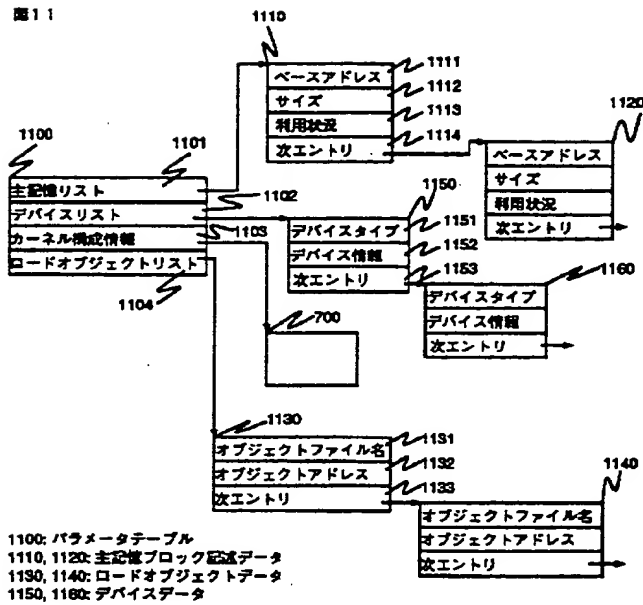 図11
1110
1111
ベースアドレス
1112
サイズ
1113
利用状況
1114
次エントリ
1120
ベースアドレス
サイズ
利用状況
次エントリ
1100
1101
主記憶リスト
1102
デバイスリスト
1103
カーネル構成情報
ロードオブジェクトリスト
1104
1150
1151
デバイスタイプ
1152
デバイス情報
1153
次エントリ
1160
デバイスタイプ
デバイス情報
次エントリ
700
1130
1131
オブジェクトファイル名
1132
オブジェクトアドレス
1133
次エントリ
1140
オブジェクトファイル名
オブジェクトアドレス
次エントリ
1100: パラメータテーブル
1110, 1120: 主記憶ブロック記述データ
1130, 1140: ロードオブジェクトデータ
1150, 1160: デバイスデータ